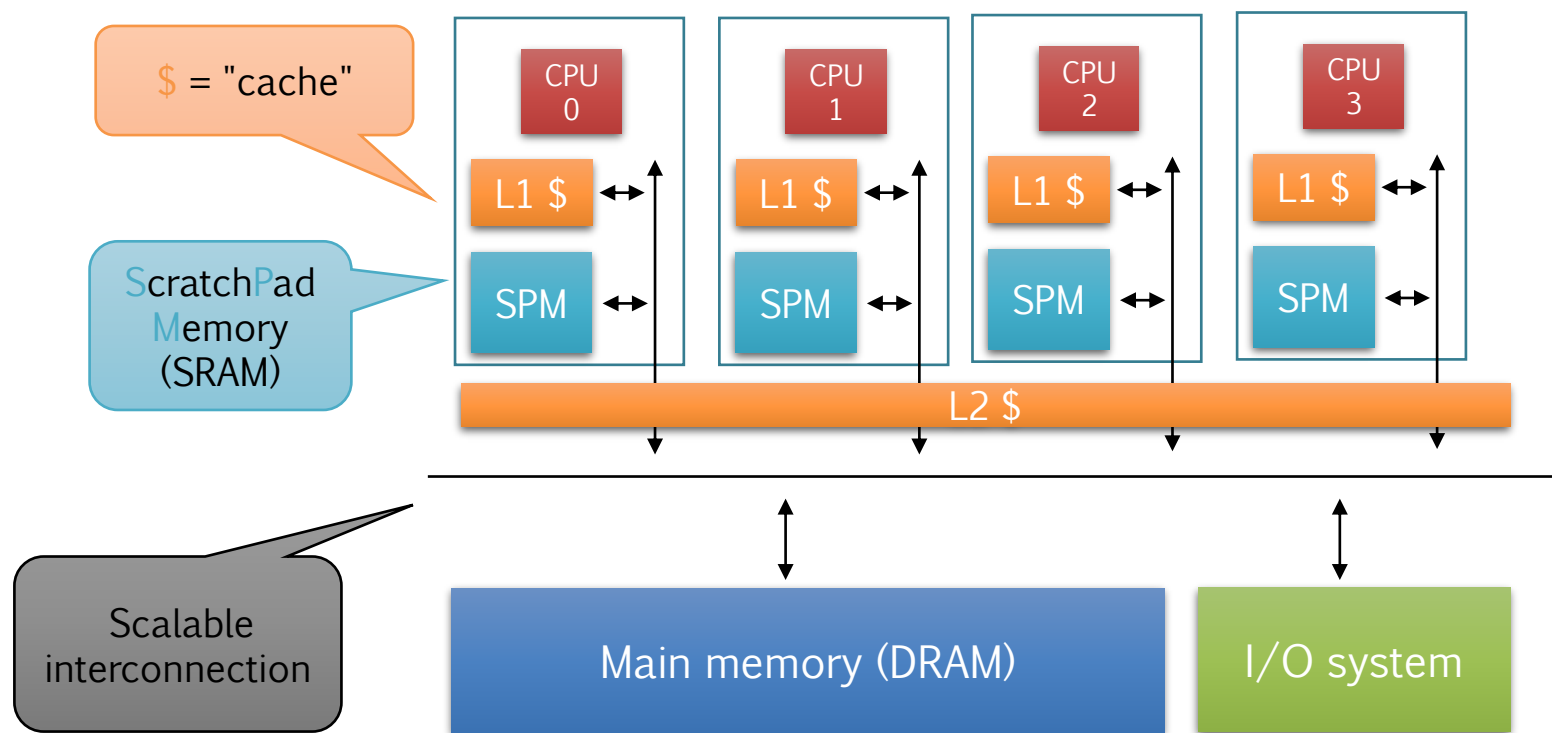 $ = "cache"
CPU
0
CPU
1
CPU
2
CPU
3
L1 $
L1 $
L1 $
L1 $
ScratchPad
Memory
(SRAM)
SPM
SPM
SPM
SPM
L2 $
Scalable
interconnection
Main memory (DRAM)
I/O system